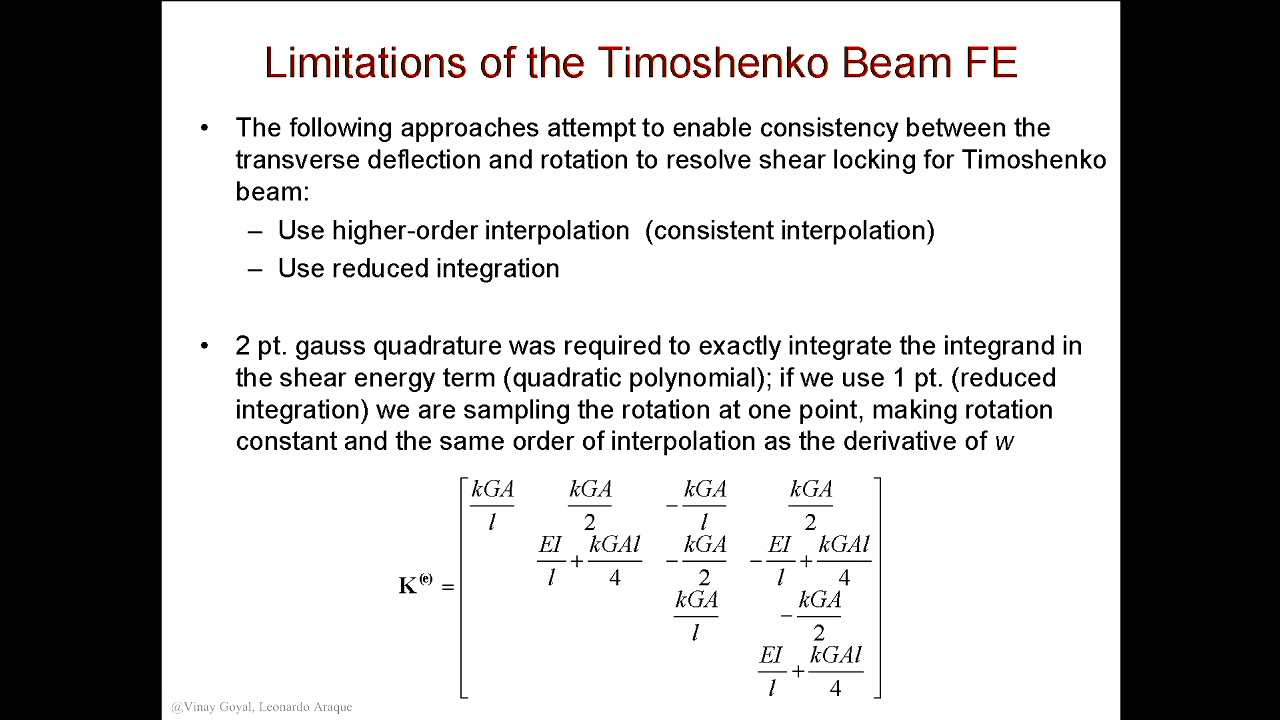 Limitations of the Timoshenko Beam FE
• The following approaches attempt to enable consistency between the
transverse deflection and rotation to resolve shear locking for Timoshenko
beam:
– Use higher-order interpolation (consistent interpolation)
– Use reduced integration
• 2 pt. gauss quadrature was required to exactly integrate the integrand in
the shear energy term (quadratic polynomial); if we use 1 pt. (reduced
integration) we are sampling the rotation at one point, making rotation
constant and the same order of interpolation as the derivative of w
K^(e) = [ kGA/l   kGA/2   −kGA/l   kGA/2
EI/l + kGAl/4   −kGA/2   −EI/l + kGAl/4
kGA/l   −kGA/2
EI/l + kGAl/4 ]
@Vinay Goyal, Leonardo Araque